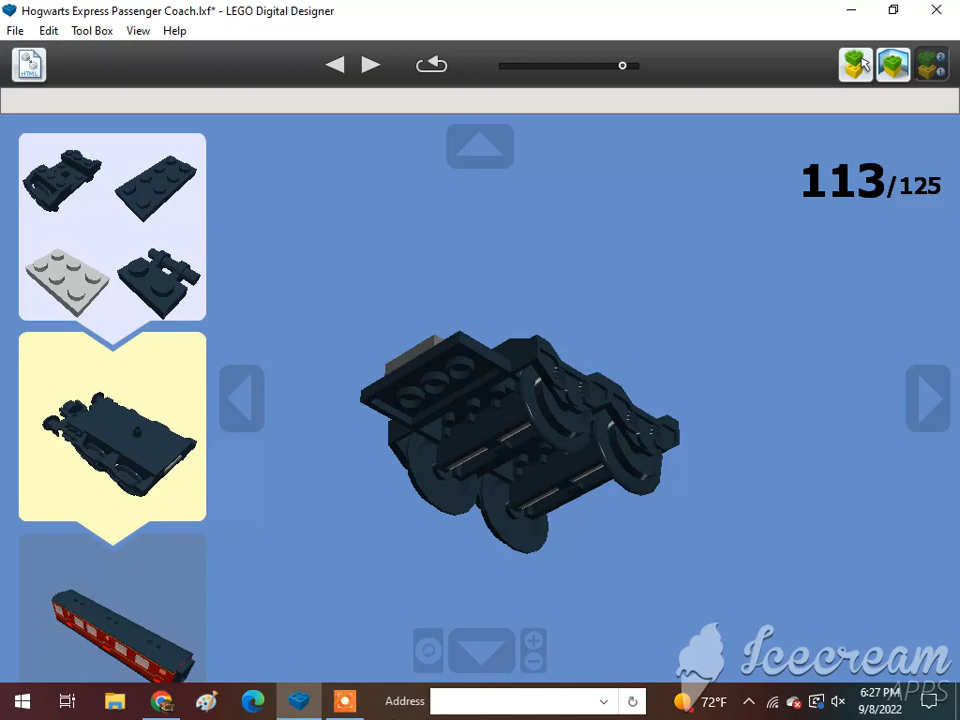 Hogwarts Express Passenger Coach.lxf* - LEGO Digital Designer
File Edit Tool Box View Help
HTML
113/125
Icecream
APPS
Address
72°F
6:27 PM
9/8/2022